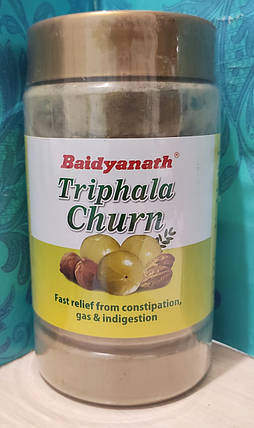 Baidyanath®
Triphala
Churn
Fast relief from constipation,
gas & indigestion